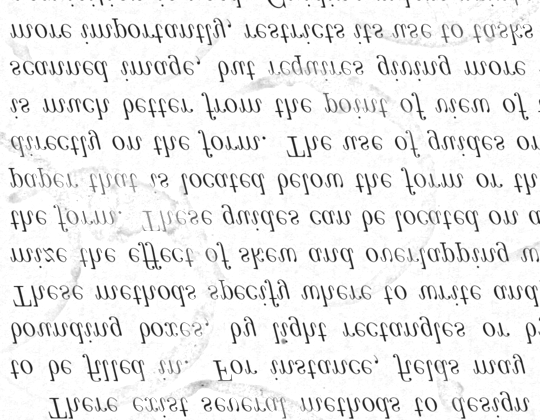 There exist several methods to design
to be filled in. For instance, fields may
bounding boxes, by light rectangles or by
These methods specify where to write and
mize the effect of skew and overlapping w
the form. These guides can be located on a
paper that is located below the form or th
directly on the form. The use of guides on
is much better from the point of view of
scanned image, but requires giving more
more importantly, restricts its use to tasks